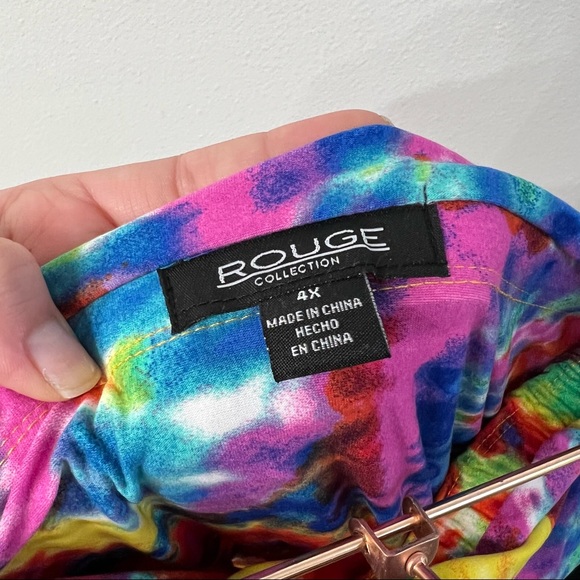 ROUGE
COLLECTION
4X
MADE IN CHINA
HECHO
EN CHINA